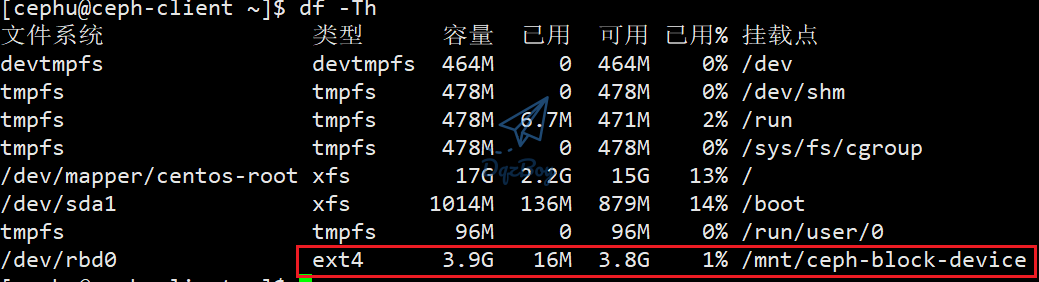 [cephu@ceph-client ~]$ df -Th
文件系统 类型 容量 已用 可用 已用% 挂载点
devtmpfs devtmpfs 464M 0 464M 0% /dev
tmpfs tmpfs 478M 0 478M 0% /dev/shm
tmpfs tmpfs 478M 6.7M 471M 2% /run
tmpfs tmpfs 478M 0 478M 0% /sys/fs/cgroup
/dev/mapper/centos-root xfs 17G 2.2G 15G 13% /
/dev/sda1 xfs 1014M 136M 879M 14% /boot
tmpfs tmpfs 96M 0 96M 0% /run/user/0
/dev/rbd0 ext4 3.9G 16M 3.8G 1% /mnt/ceph-block-device
DqzBoy